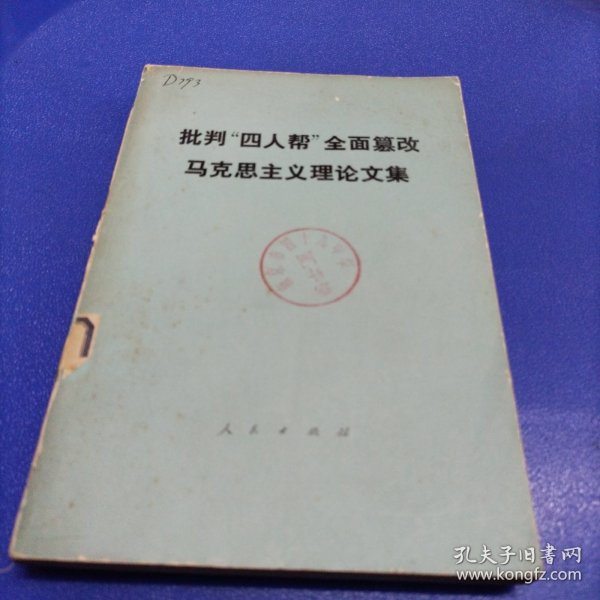 D793
批判“四人帮”全面篡改
马克思主义理论文集
人民出版社
孔夫子旧书网
www.kongfz.com